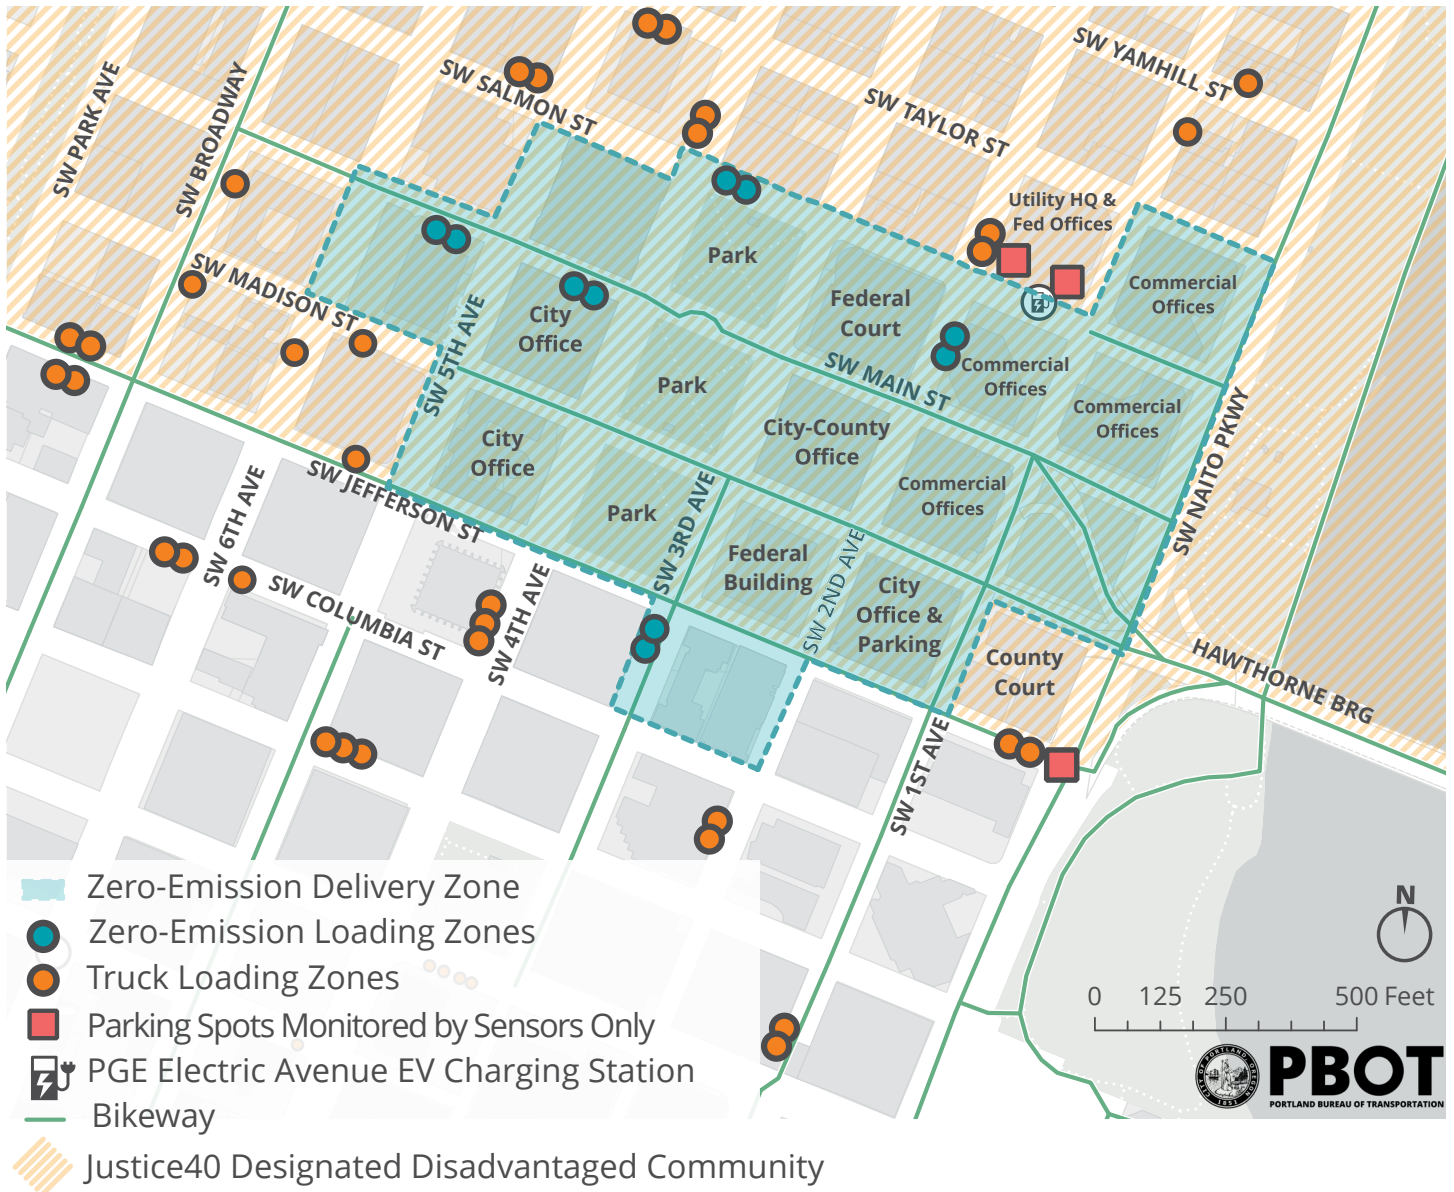 SW YAMHILL ST
SW SALMON ST
SW PARK AVE
SW BROADWAY
SW TAYLOR ST
Utility HQ &
Fed Offices
SW MADISON ST
Park
Commercial
Offices
Federal
Court
City
Office
SW 5TH AVE
SW MAIN ST
Commercial
Offices
Park
Commercial
Offices
City-County
Office
City
Office
SW NAITO PKWY
SW JEFFERSON ST
SW 6TH AVE
Commercial
Offices
Park
SW 3RD AVE
Federal
Building
SW 2ND AVE
City
Office &
Parking
SW COLUMBIA ST
SW 4TH AVE
County
Court
HAWTHORNE BRG
SW 1ST AVE
Zero-Emission Delivery Zone
Zero-Emission Loading Zones
Truck Loading Zones
Parking Spots Monitored by Sensors Only
PGE Electric Avenue EV Charging Station
Bikeway
Justice40 Designated Disadvantaged Community
N
0 125 250 500 Feet
CITY OF PORTLAND, OREGON
1851
PBOT
PORTLAND BUREAU OF TRANSPORTATION